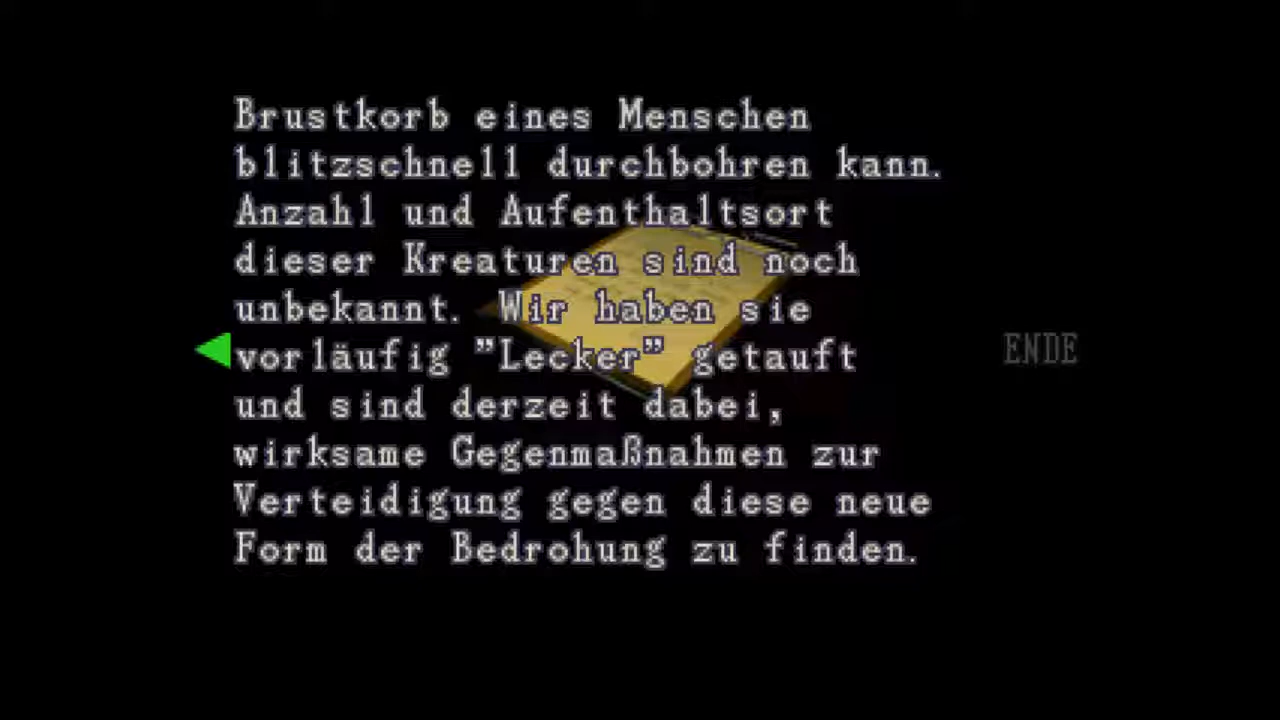 Brustkorb eines Menschen
blitzschnell durchbohren kann.
Anzahl und Aufenthaltsort
dieser Kreaturen sind noch
unbekannt. Wir haben sie
vorläufig "Lecker" getauft
und sind derzeit dabei,
wirksame Gegenmaßnahmen zur
Verteidigung gegen diese neue
Form der Bedrohung zu finden.
ENDE